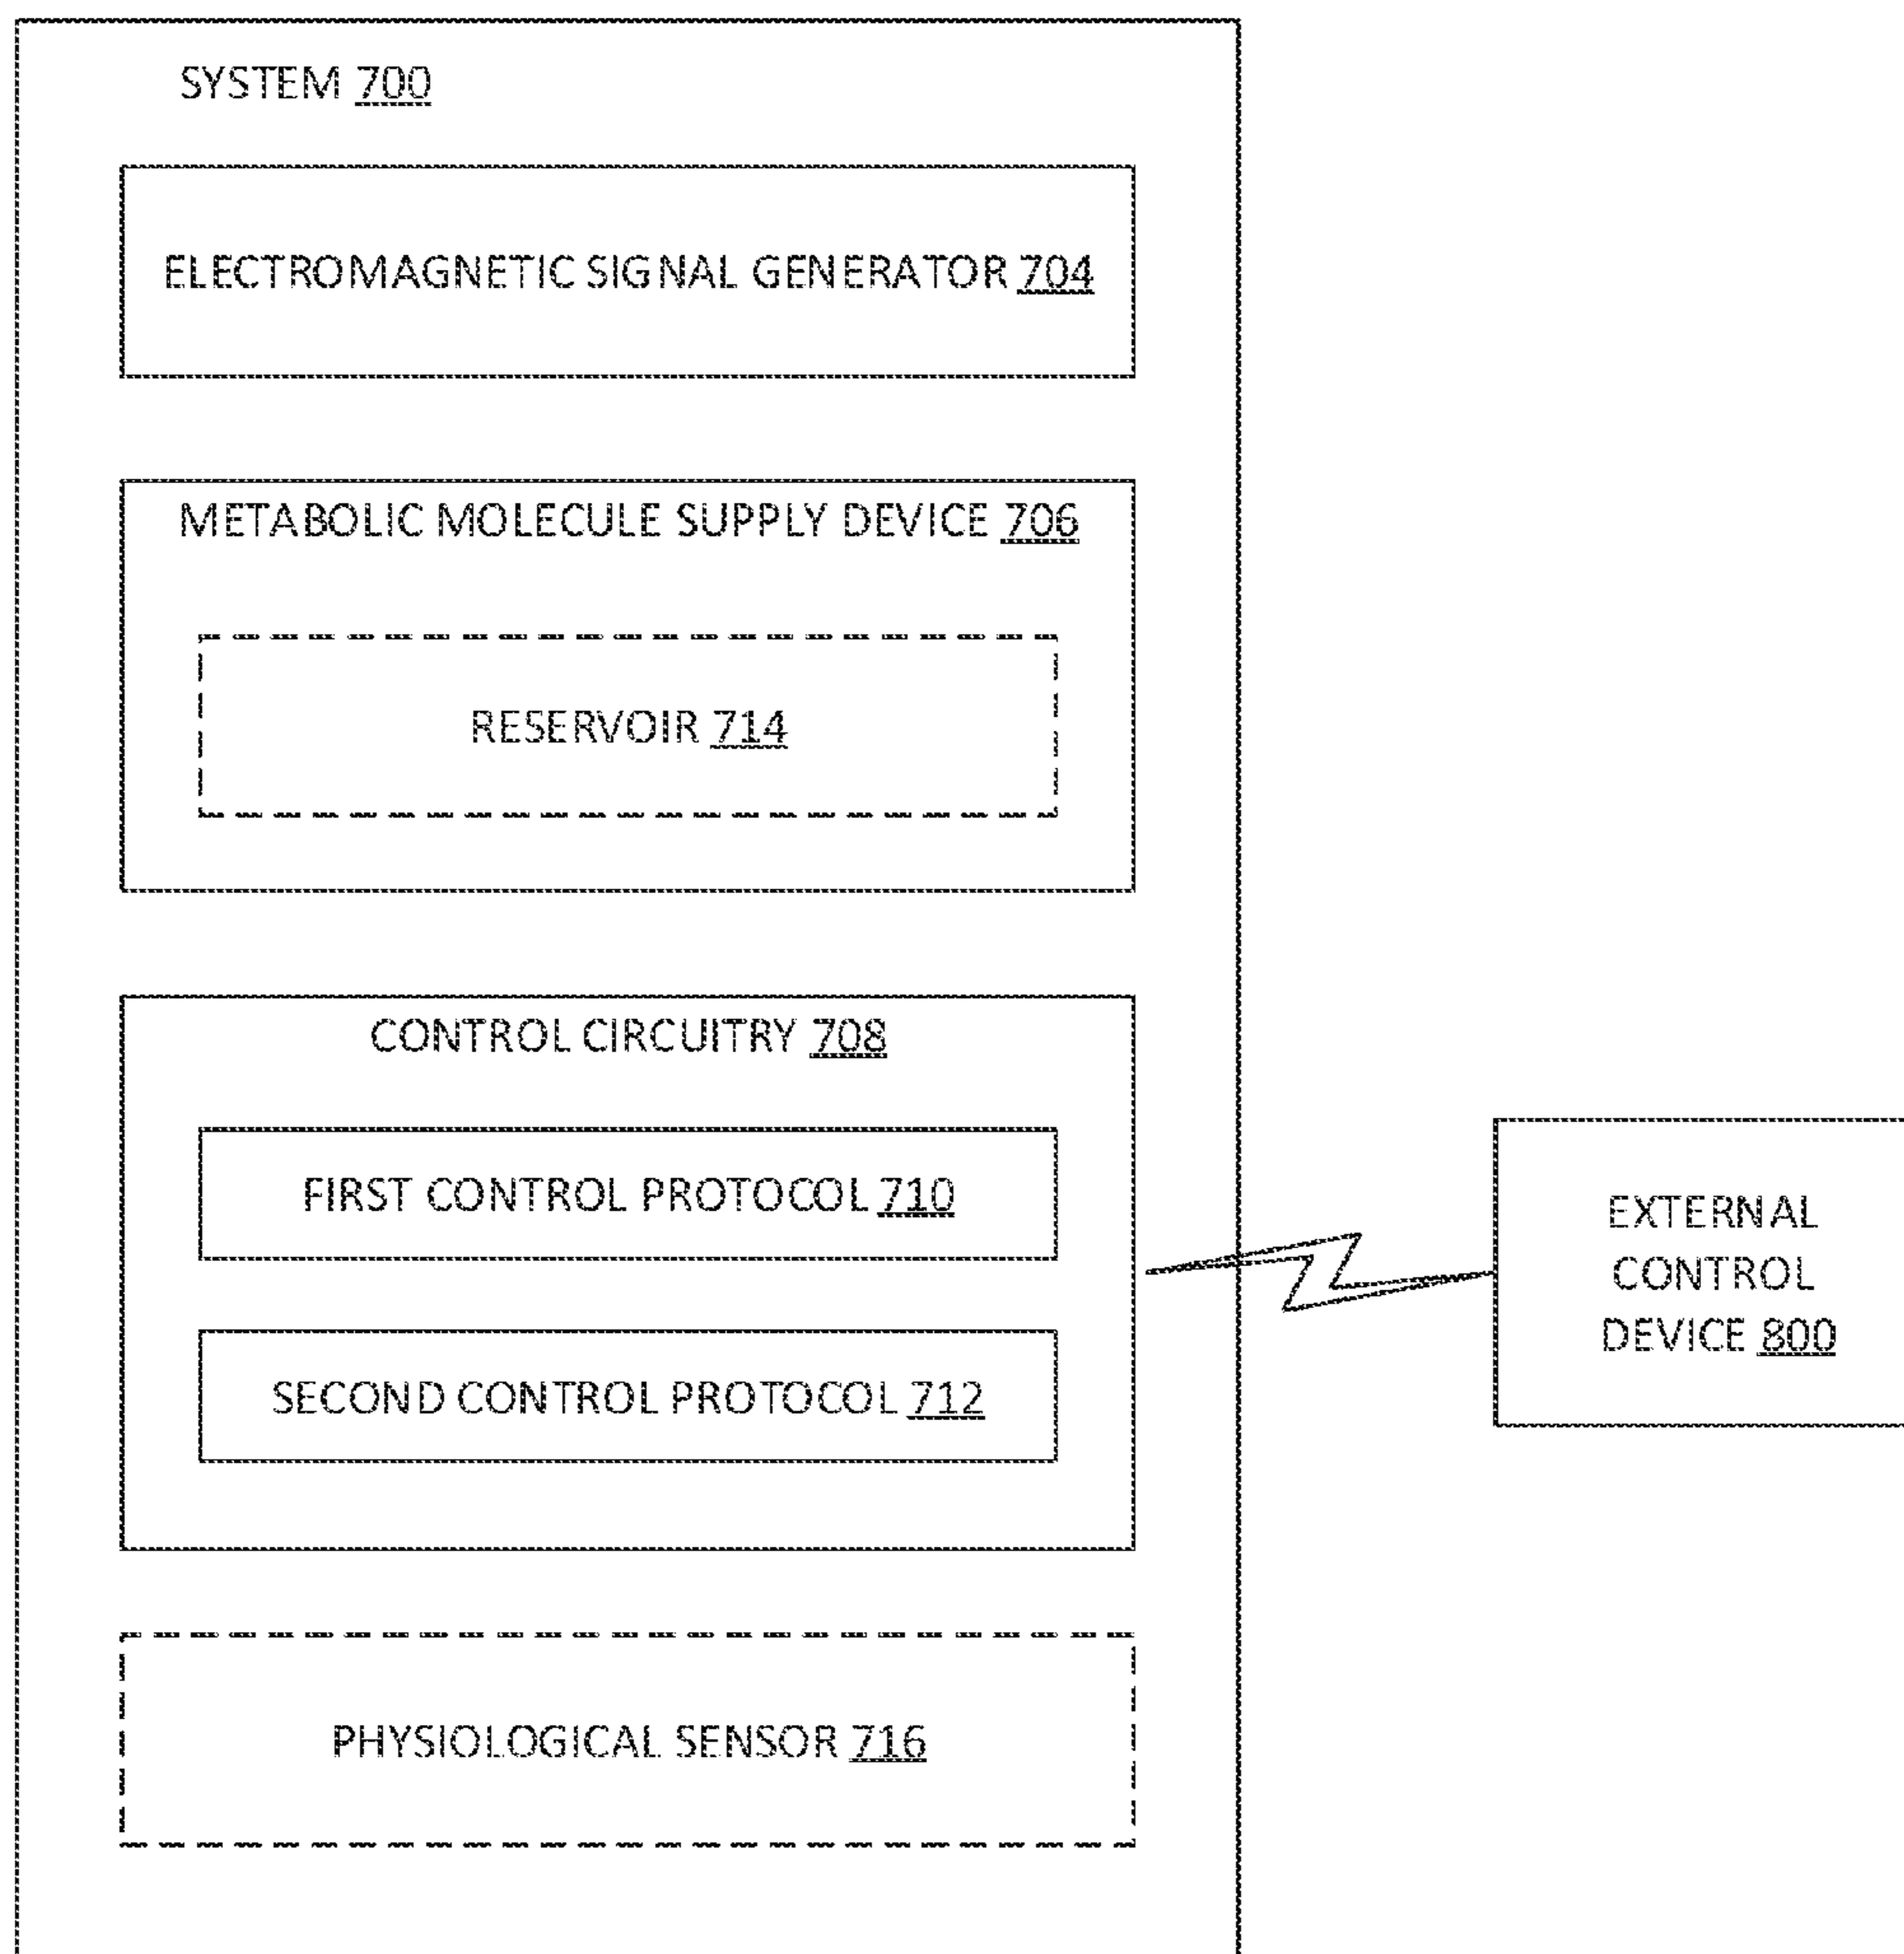 SYSTEM 700
ELECTROMAGNETIC SIGNAL GENERATOR 704
METABOLIC MOLECULE SUPPLY DEVICE 706
RESERVOIR 714
CONTROL CIRCUITRY 708
FIRST CONTROL PROTOCOL 710
SECOND CONTROL PROTOCOL 712
EXTERNAL
CONTROL
DEVICE 800
PHYSIOLOGICAL SENSOR 716